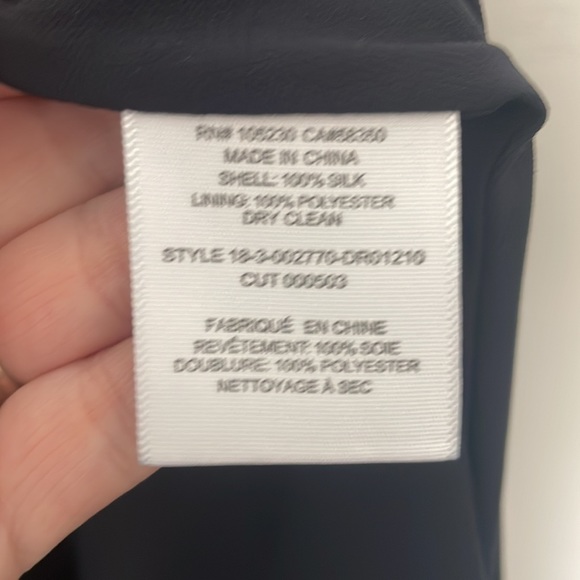 RN# 106230 CA#58350
MADE IN CHINA
SHELL: 100% SILK
LINING: 100% POLYESTER
DRY CLEAN
STYLE 18-3-002770-DR01210
CUT 000503
FABRIQUÉ EN CHINE
REVÊTEMENT: 100% SOIE
DOUBLURE: 100% POLYESTER
NETTOYAGE À SEC